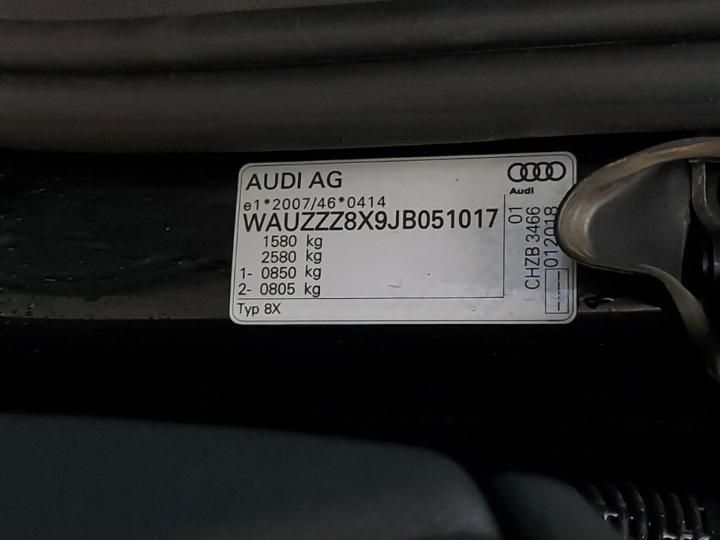 AUDI AG
Audi
e1*2007/46*0414
WAUZZZ8X9JB051017
1580 kg
2580 kg
1- 0850 kg
2- 0805 kg
Typ 8X
01
CHZB 3466
012018